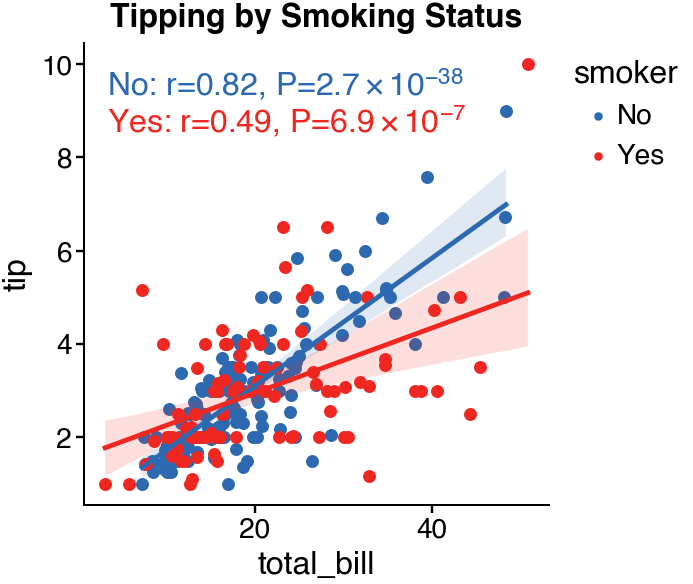 Tipping by Smoking Status
No: r=0.82, P=2.7×10⁻³⁸
Yes: r=0.49, P=6.9×10⁻⁷
smoker
No
Yes
tip
10
8
6
4
2
20 40
total_bill